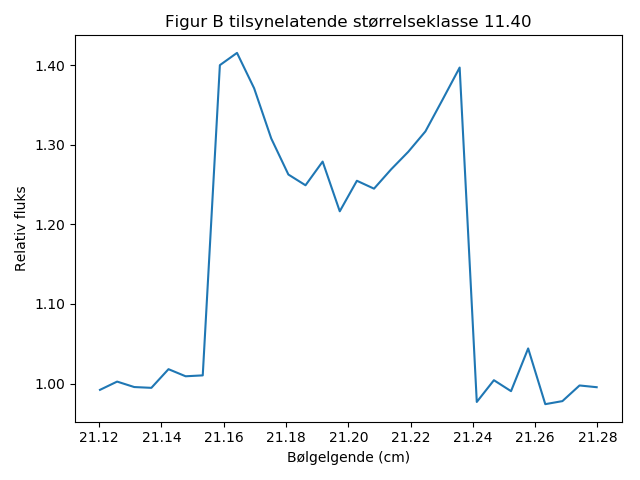 Figur B tilsynelatende størrelseklasse 11.40
1.40
1.30
1.20
1.10
1.00
Relativ fluks
21.12 21.14 21.16 21.18 21.20 21.22 21.24 21.26 21.28
Bølgelgende (cm)